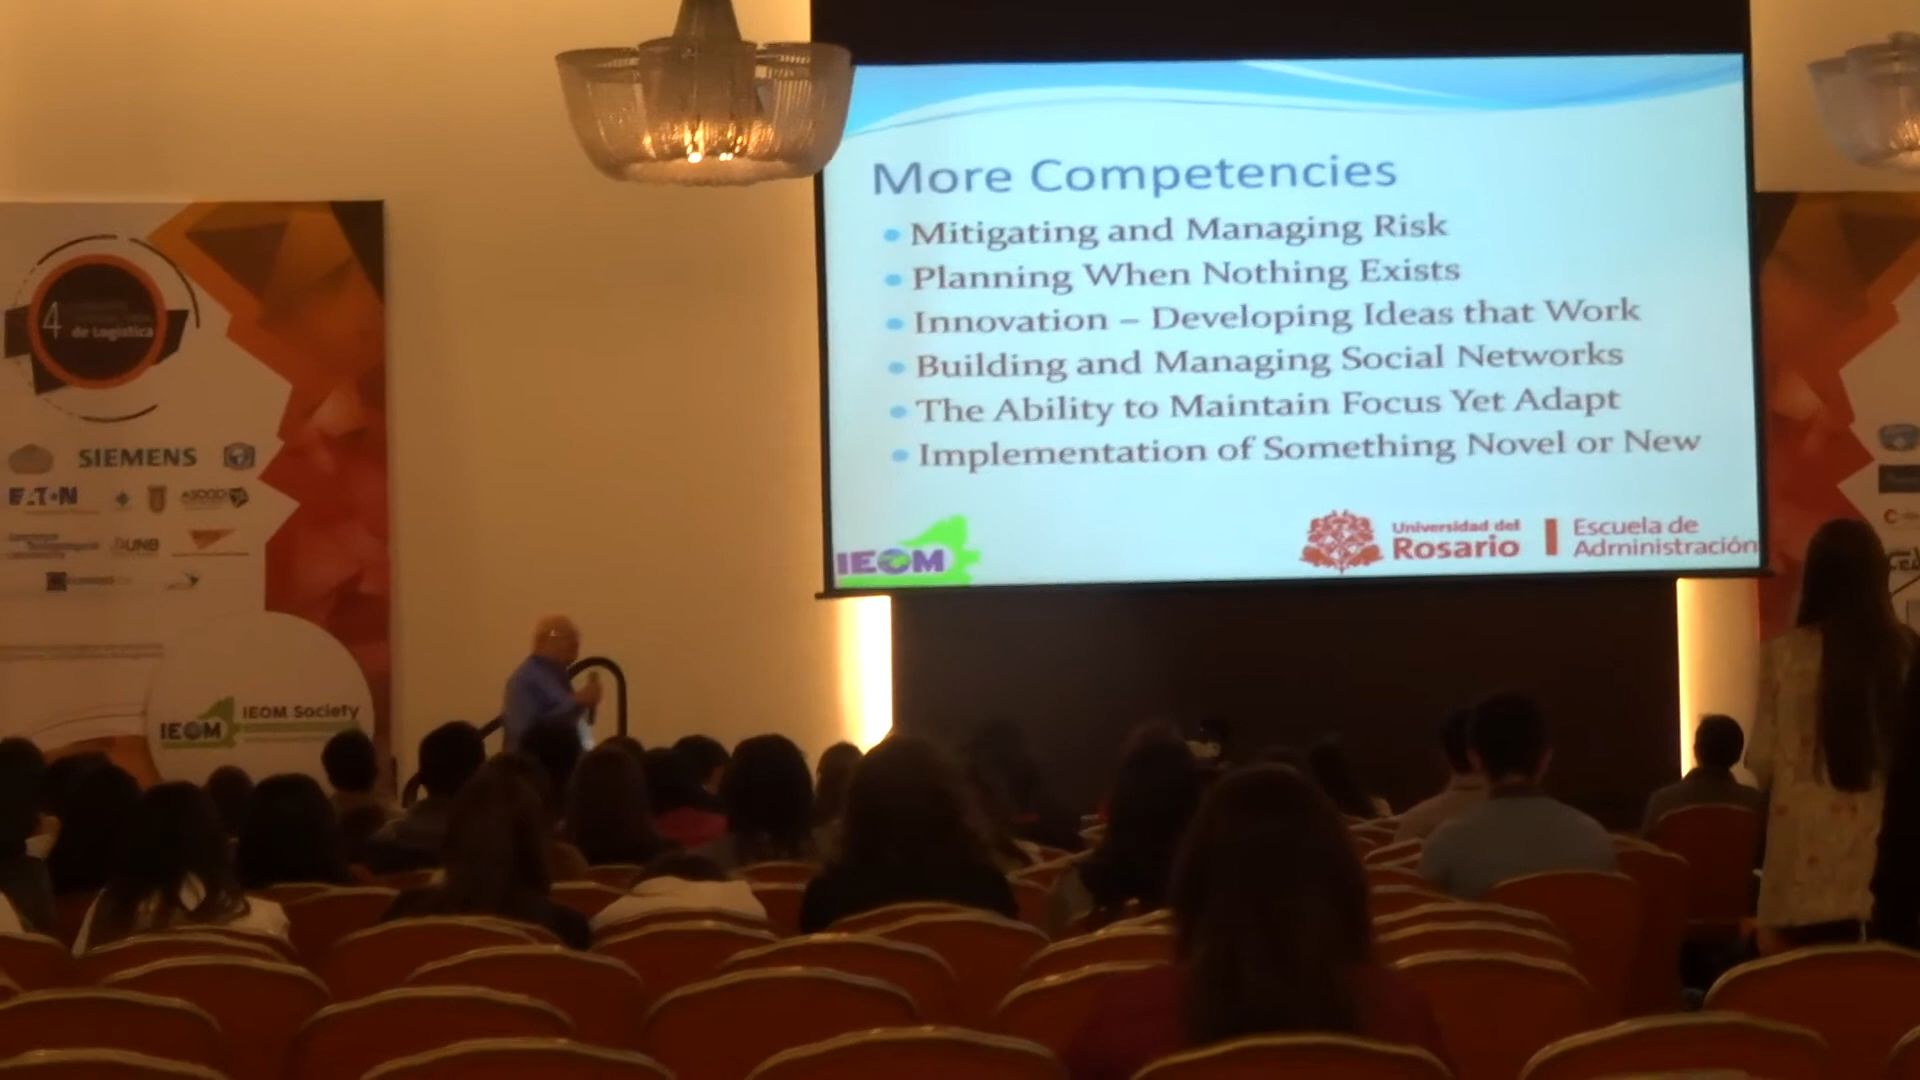 More Competencies
Mitigating and Managing Risk
Planning When Nothing Exists
Innovation – Developing Ideas that Work
Building and Managing Social Networks
The Ability to Maintain Focus Yet Adapt
Implementation of Something Novel or New
IEOM
Universidad del
Rosario
Escuela de
Administración
4
de Logística
SIEMENS
EATON
UNB
IEOM
IEOM Society